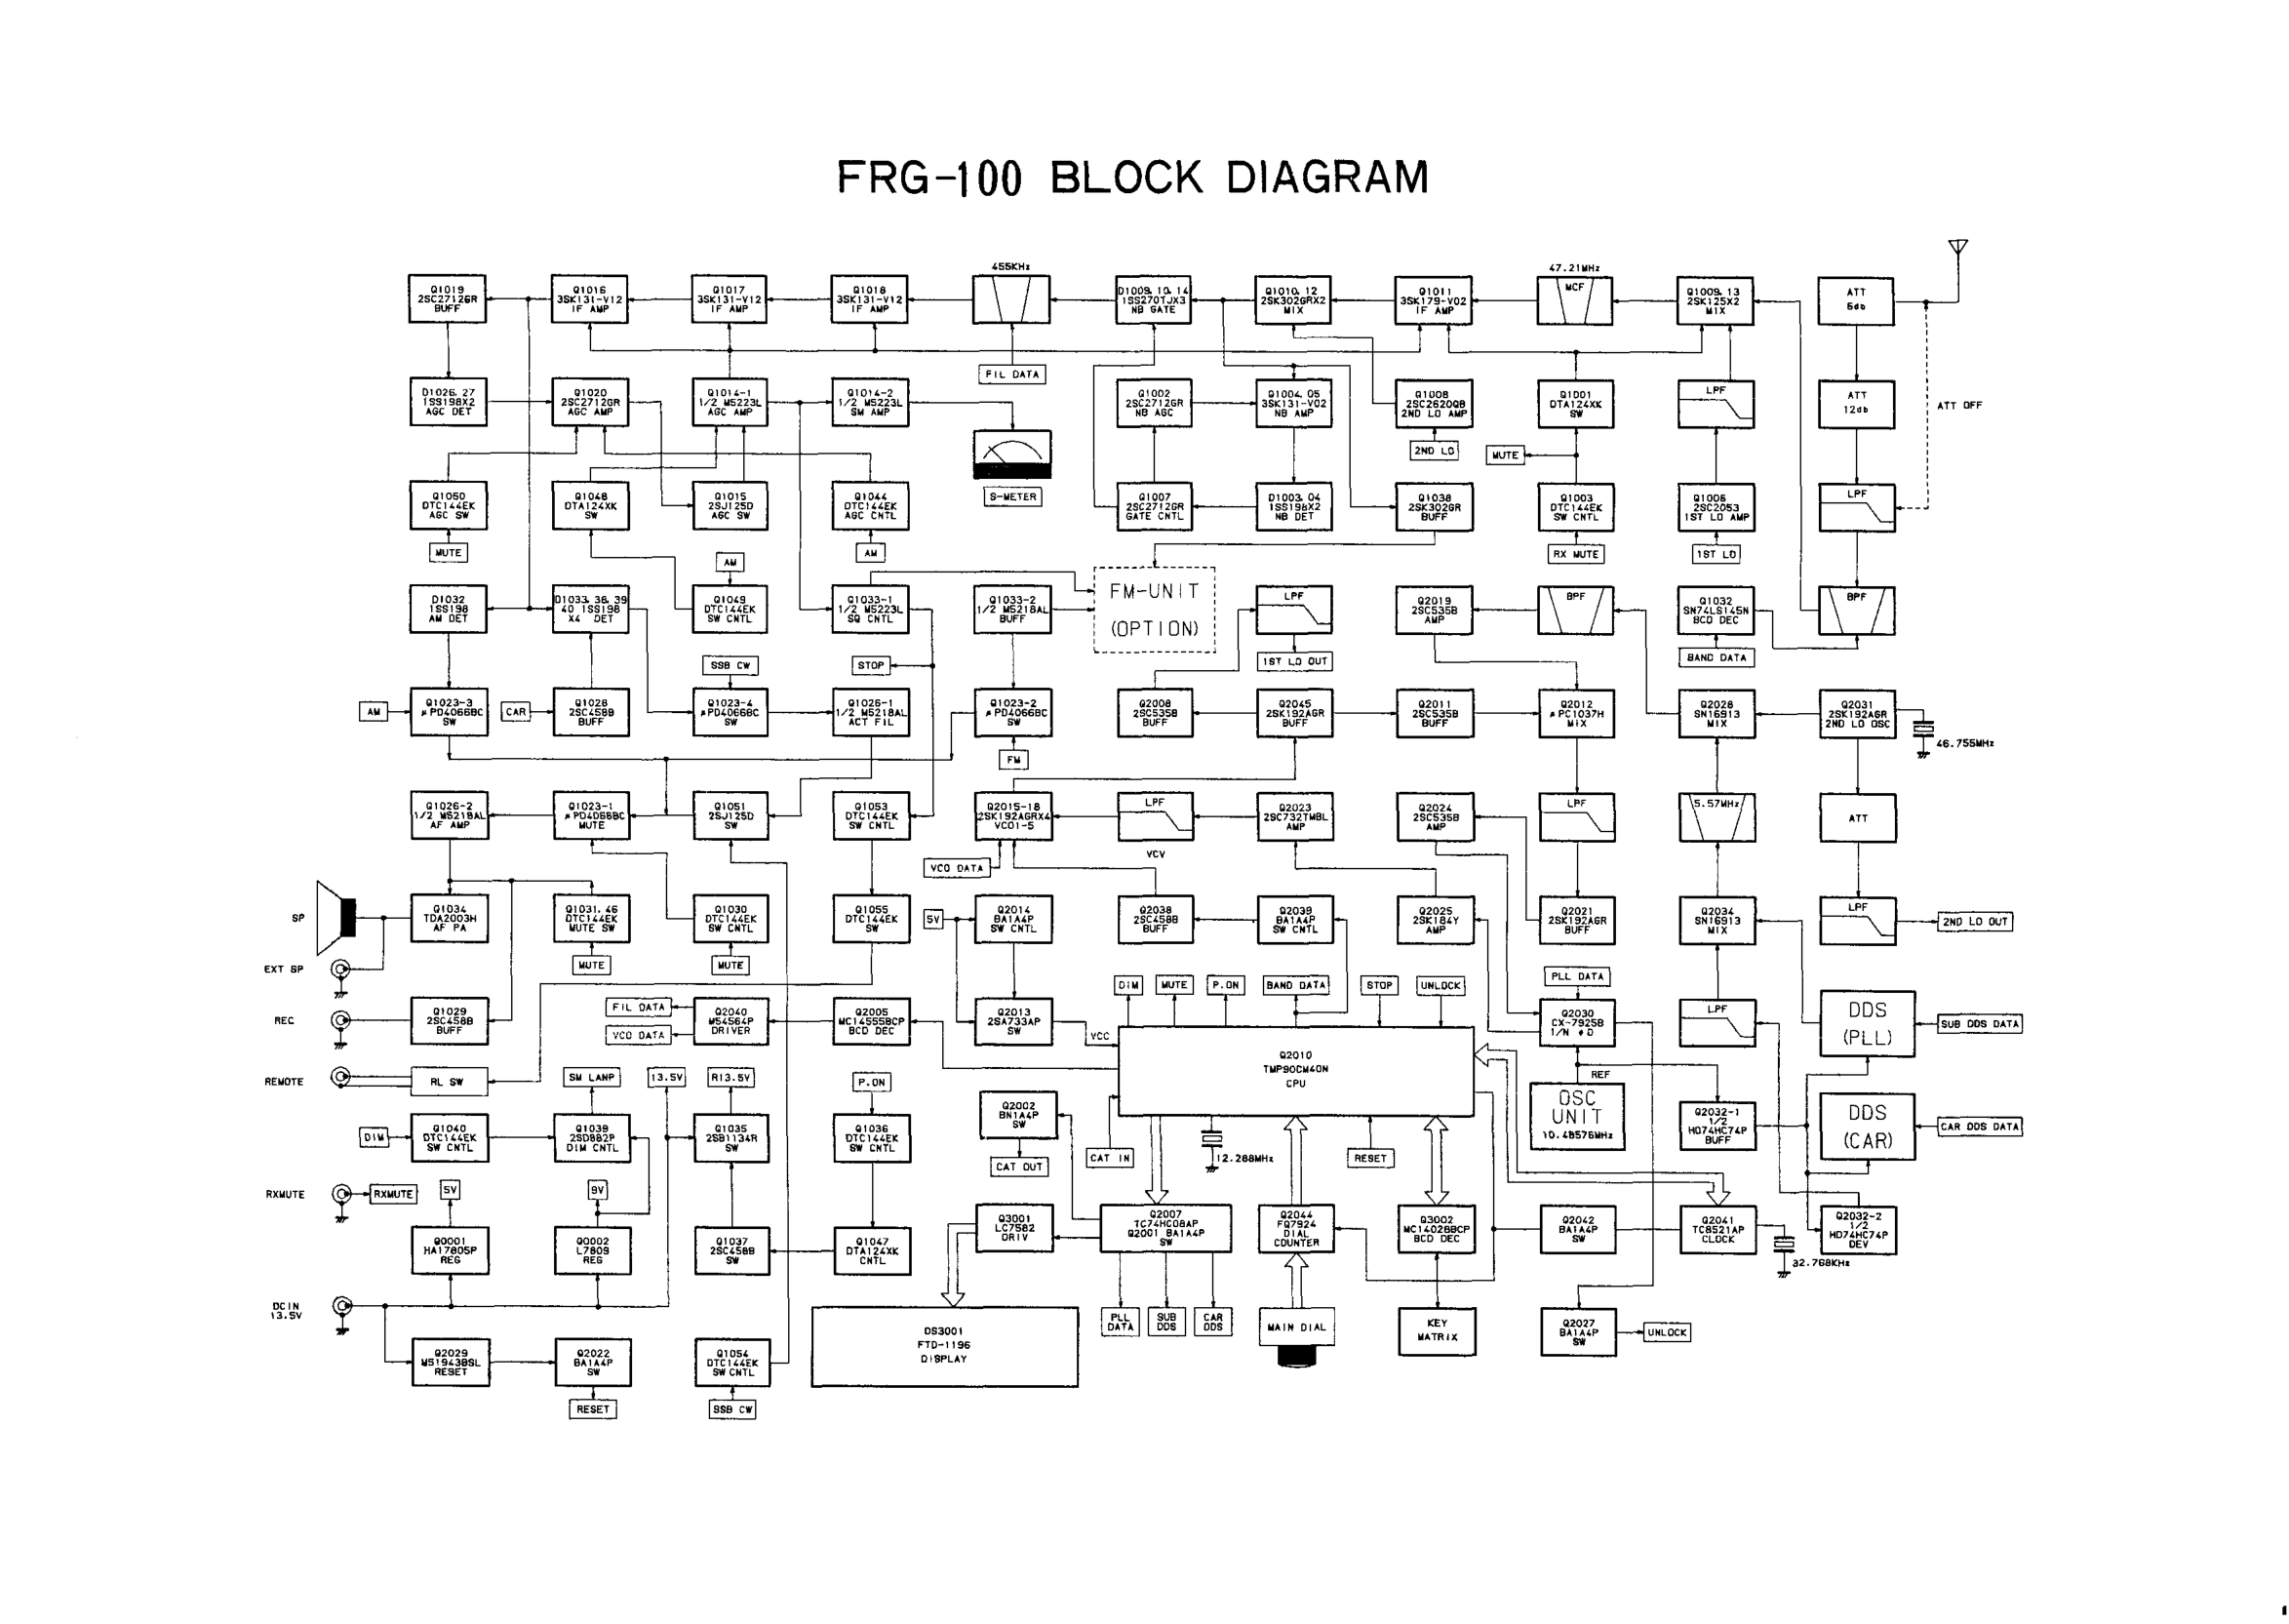 FRG-100 BLOCK DIAGRAM
455KHz
47.21MHz
Q1019
2SC2712GR
BUFF
Q1016
3SK131-V12
IF AMP
Q1017
3SK131-V12
IF AMP
Q1018
3SK131-V12
IF AMP
D1009, 10, 14
1SS270TJX3
NB GATE
Q1010, 12
2SK302GRX2
MIX
Q1011
3SK179-V02
IF AMP
MCF
Q1009, 13
2SK125X2
MIX
ATT
6db
FIL DATA
D1026, 27
1SS198X2
AGC DET
Q1020
2SC2712GR
AGC AMP
Q1014-1
1/2 M5223L
AGC AMP
Q1014-2
1/2 M5223L
SM AMP
Q1002
2SC2712GR
NB AGC
Q1004, 05
3SK131-V02
NB AMP
Q1008
2SC2620QB
2ND LO AMP
Q1001
DTA124XK
SW
LPF
ATT
12db
ATT OFF
2ND LO
MUTE
S-METER
Q1050
DTC144EK
AGC SW
Q1048
DTA124XK
SW
Q1015
2SJ125D
AGC SW
Q1044
DTC144EK
AGC CNTL
Q1007
2SC2712GR
GATE CNTL
D1003, 04
1SS198X2
NB DET
Q1038
2SK302GR
BUFF
Q1003
DTC144EK
SW CNTL
Q1006
2SC2053
1ST LO AMP
LPF
MUTE
AM
AM
RX MUTE
1ST LO
D1032
1SS198
AM DET
D1033, 38, 39
40 1SS198
X4 DET
Q1049
DTC144EK
SW CNTL
Q1033-1
1/2 M5223L
SQ CNTL
Q1033-2
1/2 M5218AL
BUFF
FM-UNIT
(OPTION)
LPF
Q2019
2SC535B
AMP
BPF
Q1032
SN74LS145N
BCD DEC
BPF
SSB CW
STOP
1ST LO OUT
BAND DATA
AM
Q1023-3
μPD4066BC
SW
CAR
Q1028
2SC458B
BUFF
Q1023-4
μPD4066BC
SW
Q1026-1
1/2 M5218AL
ACT FIL
Q1023-2
μPD4066BC
SW
Q2008
2SC535B
BUFF
Q2045
2SK192AGR
BUFF
Q2011
2SC535B
BUFF
Q2012
μPC1037H
MIX
Q2028
SN16913
MIX
Q2031
2SK192AGR
2ND LO OSC
46.755MHz
FM
Q1026-2
1/2 M5218AL
AF AMP
Q1023-1
μPD4066BC
MUTE
Q1051
2SJ125D
SW
Q1053
DTC144EK
SW CNTL
Q2015-18
2SK192AGRX4
VCO1-5
LPF
Q2023
2SC732TMBL
AMP
Q2024
2SC535B
AMP
LPF
5.57MHz
ATT
VCO DATA
VCV
SP
Q1034
TDA2003H
AF PA
Q1031, 46
DTC144EK
MUTE SW
Q1030
DTC144EK
SW CNTL
Q1055
DTC144EK
SW
5V
Q2014
BA1A4P
SW CNTL
Q2038
2SC458B
BUFF
Q2039
BA1A4P
SW CNTL
Q2025
2SK184Y
AMP
Q2021
2SK192AGR
BUFF
Q2034
SN16913
MIX
LPF
2ND LO OUT
EXT SP
MUTE
MUTE
DIM
MUTE
P.ON
BAND DATA
STOP
UNLOCK
PLL DATA
REC
Q1029
2SC458B
BUFF
FIL DATA
VCO DATA
Q2040
M54564P
DRIVER
Q2005
MC14555BCP
BCD DEC
Q2013
2SA733AP
SW
VCC
Q2010
TMP90CM40N
CPU
Q2030
CX-7925B
1/N φD
LPF
DDS
(PLL)
SUB DDS DATA
REMOTE
RL SW
SM LANP
13.5V
R13.5V
P.ON
REF
DIM
Q1040
DTC144EK
SW CNTL
Q1039
2SD882P
DIM CNTL
Q1035
2SB1134R
SW
Q1036
DTC144EK
SW CNTL
Q2002
BN1A4P
SW
OSC
UNIT
10.48576MHz
Q2032-1
1/2
HD74HC74P
BUFF
DDS
(CAR)
CAR DDS DATA
CAT OUT
CAT IN
12.288MHz
RESET
RXMUTE
RXMUTE
5V
9V
Q0001
HA17805P
REG
Q0002
L7809
REG
Q1037
2SC458B
SW
Q1047
DTA124XK
CNTL
Q3001
LC7582
DRIV
Q2007
TC74HC08AP
Q2001 BA1A4P
SW
Q2044
FQ7924
DIAL
COUNTER
Q3002
MC14028BCP
BCD DEC
Q2042
BA1A4P
SW
Q2041
TC8521AP
CLOCK
Q2032-2
1/2
HD74HC74P
DEV
32.768KHz
DCIN
13.5V
Q2029
M51943BSL
RESET
Q2022
BA1A4P
SW
Q1054
DTC144EK
SW CNTL
DS3001
FTD-1196
DISPLAY
PLL
DATA
SUB
DDS
CAR
DDS
MAIN DIAL
KEY
MATRIX
Q2027
BA1A4P
SW
UNLOCK
RESET
SSB CW